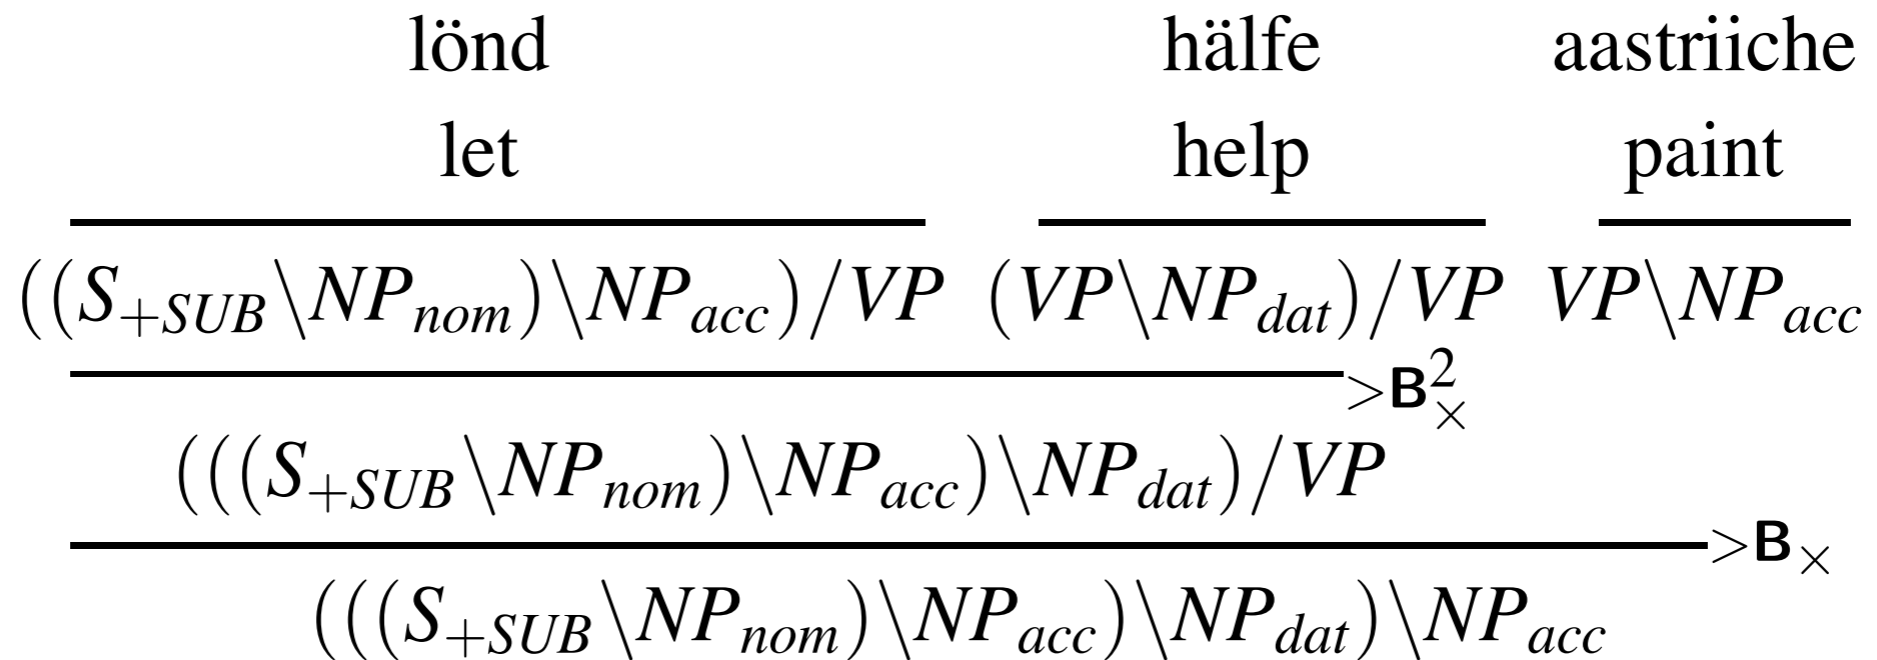 lönd hälfe aastriiche
let help paint
((S₊SUB\NPnom)\NPacc)/VP (VP\NPdat)/VP VP\NPacc
>B²×
(((S₊SUB\NPnom)\NPacc)\NPdat)/VP
>B×
(((S₊SUB\NPnom)\NPacc)\NPdat)\NPacc